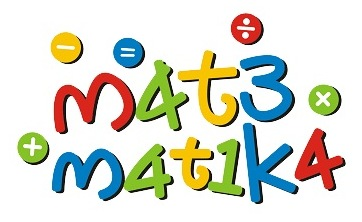 − = ÷
m4t3
×
+
m4t1k4